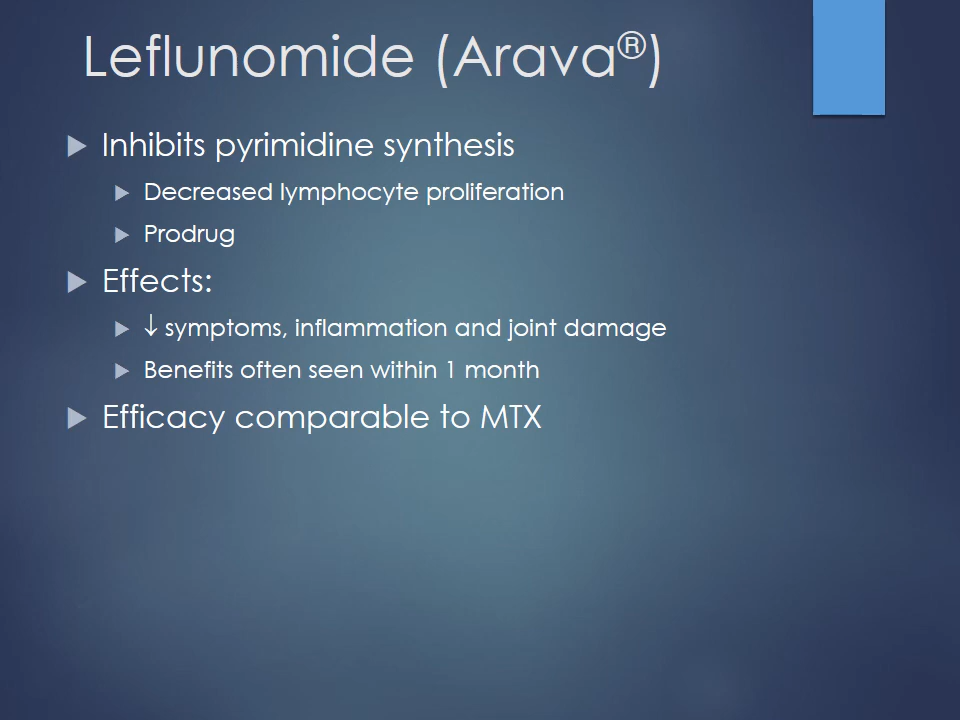 Leflunomide (Arava®)
Inhibits pyrimidine synthesis
Decreased lymphocyte proliferation
Prodrug
Effects:
↓ symptoms, inflammation and joint damage
Benefits often seen within 1 month
Efficacy comparable to MTX